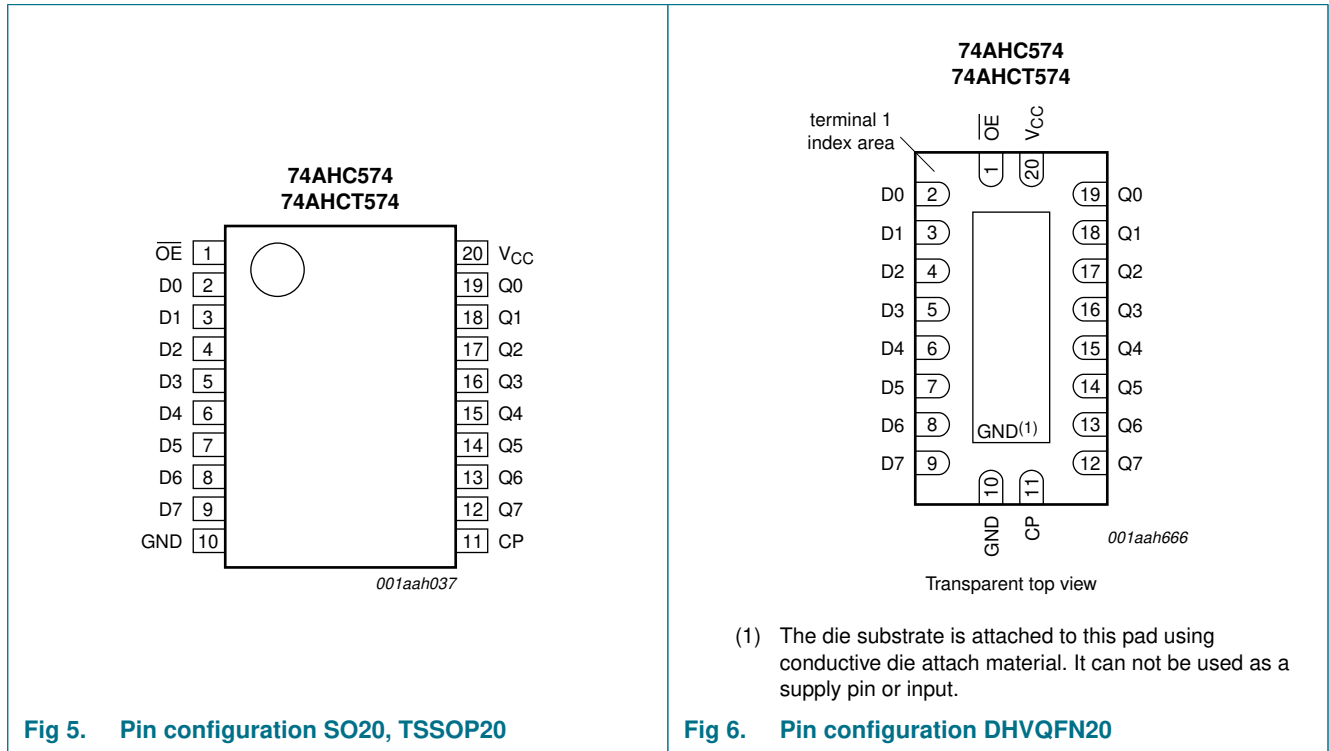 74AHC574
74AHCT574
OE 1
D0 2
D1 3
D2 4
D3 5
D4 6
D5 7
D6 8
D7 9
GND 10
20 VCC
19 Q0
18 Q1
17 Q2
16 Q3
15 Q4
14 Q5
13 Q6
12 Q7
11 CP
001aah037
Fig 5. Pin configuration SO20, TSSOP20
74AHC574
74AHCT574
terminal 1
index area
OE
VCC
1
20
D0 2
D1 3
D2 4
D3 5
D4 6
D5 7
D6 8
D7 9
19 Q0
18 Q1
17 Q2
16 Q3
15 Q4
14 Q5
13 Q6
12 Q7
GND(1)
10
11
GND
CP
001aah666
Transparent top view
(1) The die substrate is attached to this pad using
conductive die attach material. It can not be used as a
supply pin or input.
Fig 6. Pin configuration DHVQFN20